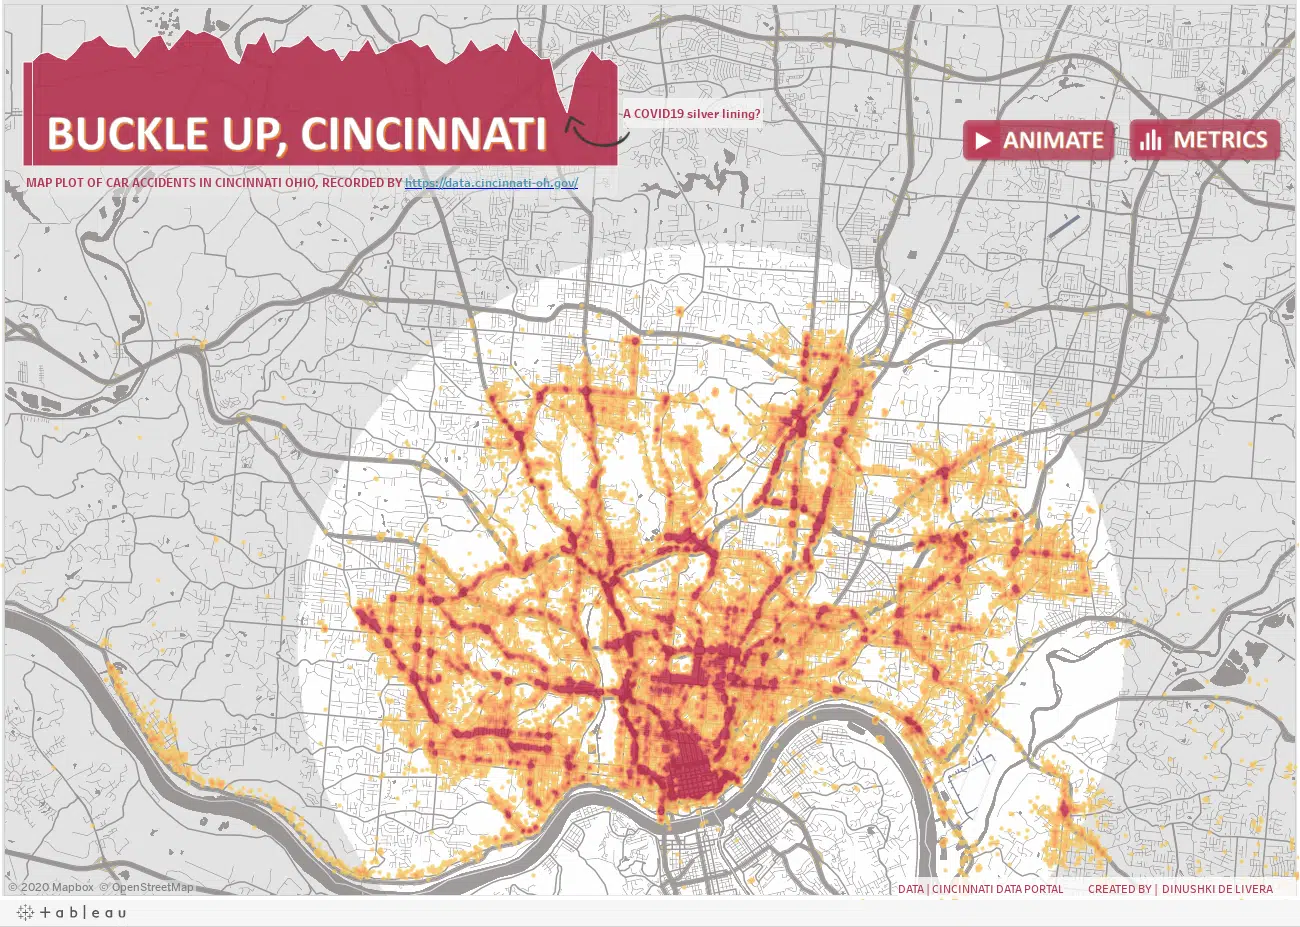 BUCKLE UP, CINCINNATI
A COVID19 silver lining?
ANIMATE
METRICS
MAP PLOT OF CAR ACCIDENTS IN CINCINNATI OHIO, RECORDED BY https://data.cincinnati-oh.gov/
© 2020 Mapbox © OpenStreetMap
DATA | CINCINNATI DATA PORTAL
CREATED BY | DINUSHKI DE LIVERA
+ableau